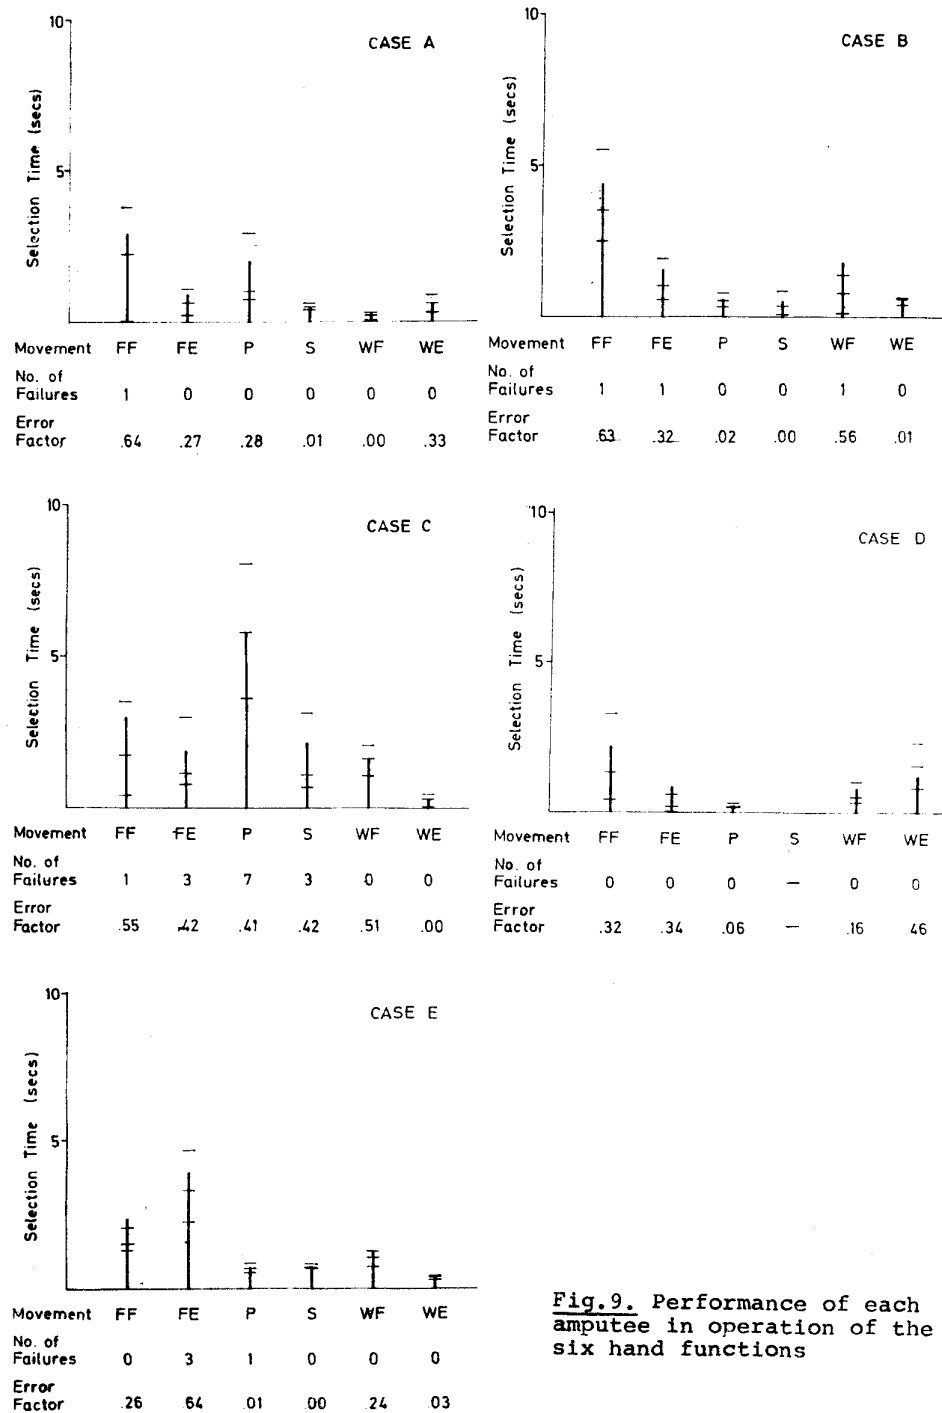 CASE A
10
5
Selection Time (secs)
Movement FF FE P S WF WE
No. of
Failures 1 0 0 0 0 0
Error
Factor .64 .27 .28 .01 .00 .33
CASE B
10
5
Selection Time (secs)
Movement FF FE P S WF WE
No. of
Failures 1 1 0 0 1 0
Error
Factor .63 .32 .02 .00 .56 .01
CASE C
10
5
Selection Time (secs)
Movement FF FE P S WF WE
No. of
Failures 1 3 7 3 0 0
Error
Factor .55 .42 .41 .42 .51 .00
CASE D
10
5
Selection Time (secs)
Movement FF FE P S WF WE
No. of
Failures 0 0 0 — 0 0
Error
Factor .32 .34 .06 — .16 .46
CASE E
10
5
Selection Time (secs)
Movement FF FE P S WF WE
No. of
Failures 0 3 1 0 0 0
Error
Factor .26 .64 .01 .00 .24 .03
Fig.9. Performance of each
amputee in operation of the
six hand functions